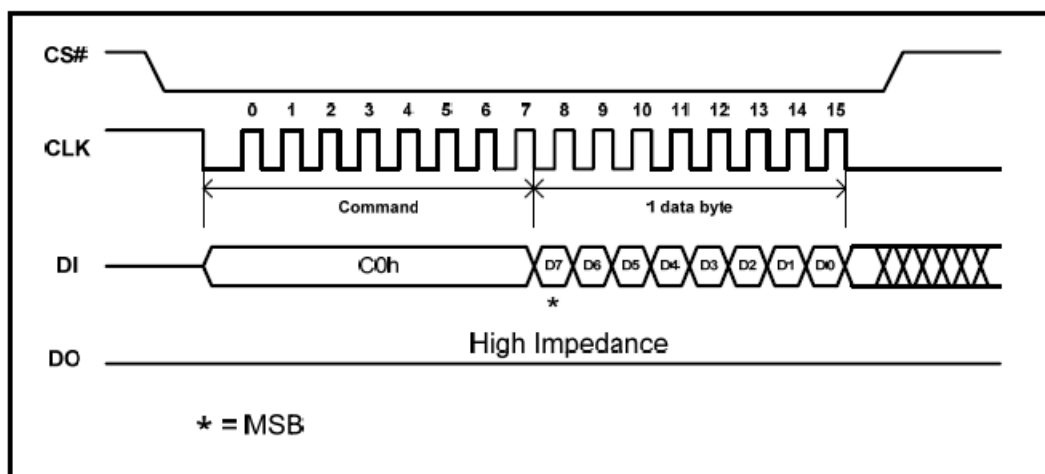 CS#
0 1 2 3 4 5 6 7 8 9 10 11 12 13 14 15
CLK
Command 1 data byte
DI C0h D7 D6 D5 D4 D3 D2 D1 D0
*
High Impedance
DO
* = MSB